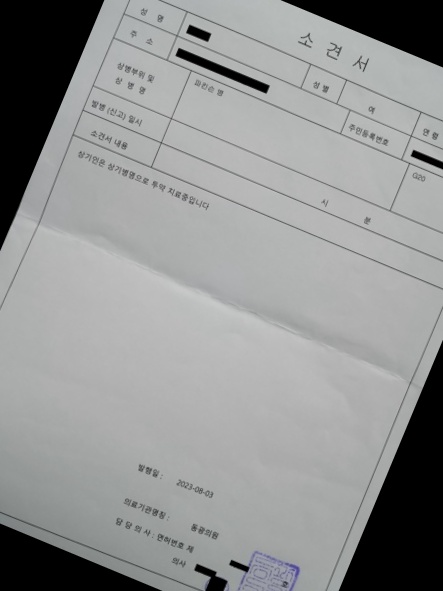 소 견 서
성 명
성 별
여
연 령
주 소
주민등록번호
상병부위 및
상 병 명
파킨슨 병
G20
발병 (신고) 일시
시 분
소견서 내용
상기인은 상기병명으로 투약 치료중입니다
발행일 : 2023-08-03
의료기관명칭 : 동광의원
담 당 의 사 : 면허번호 제 호
의사